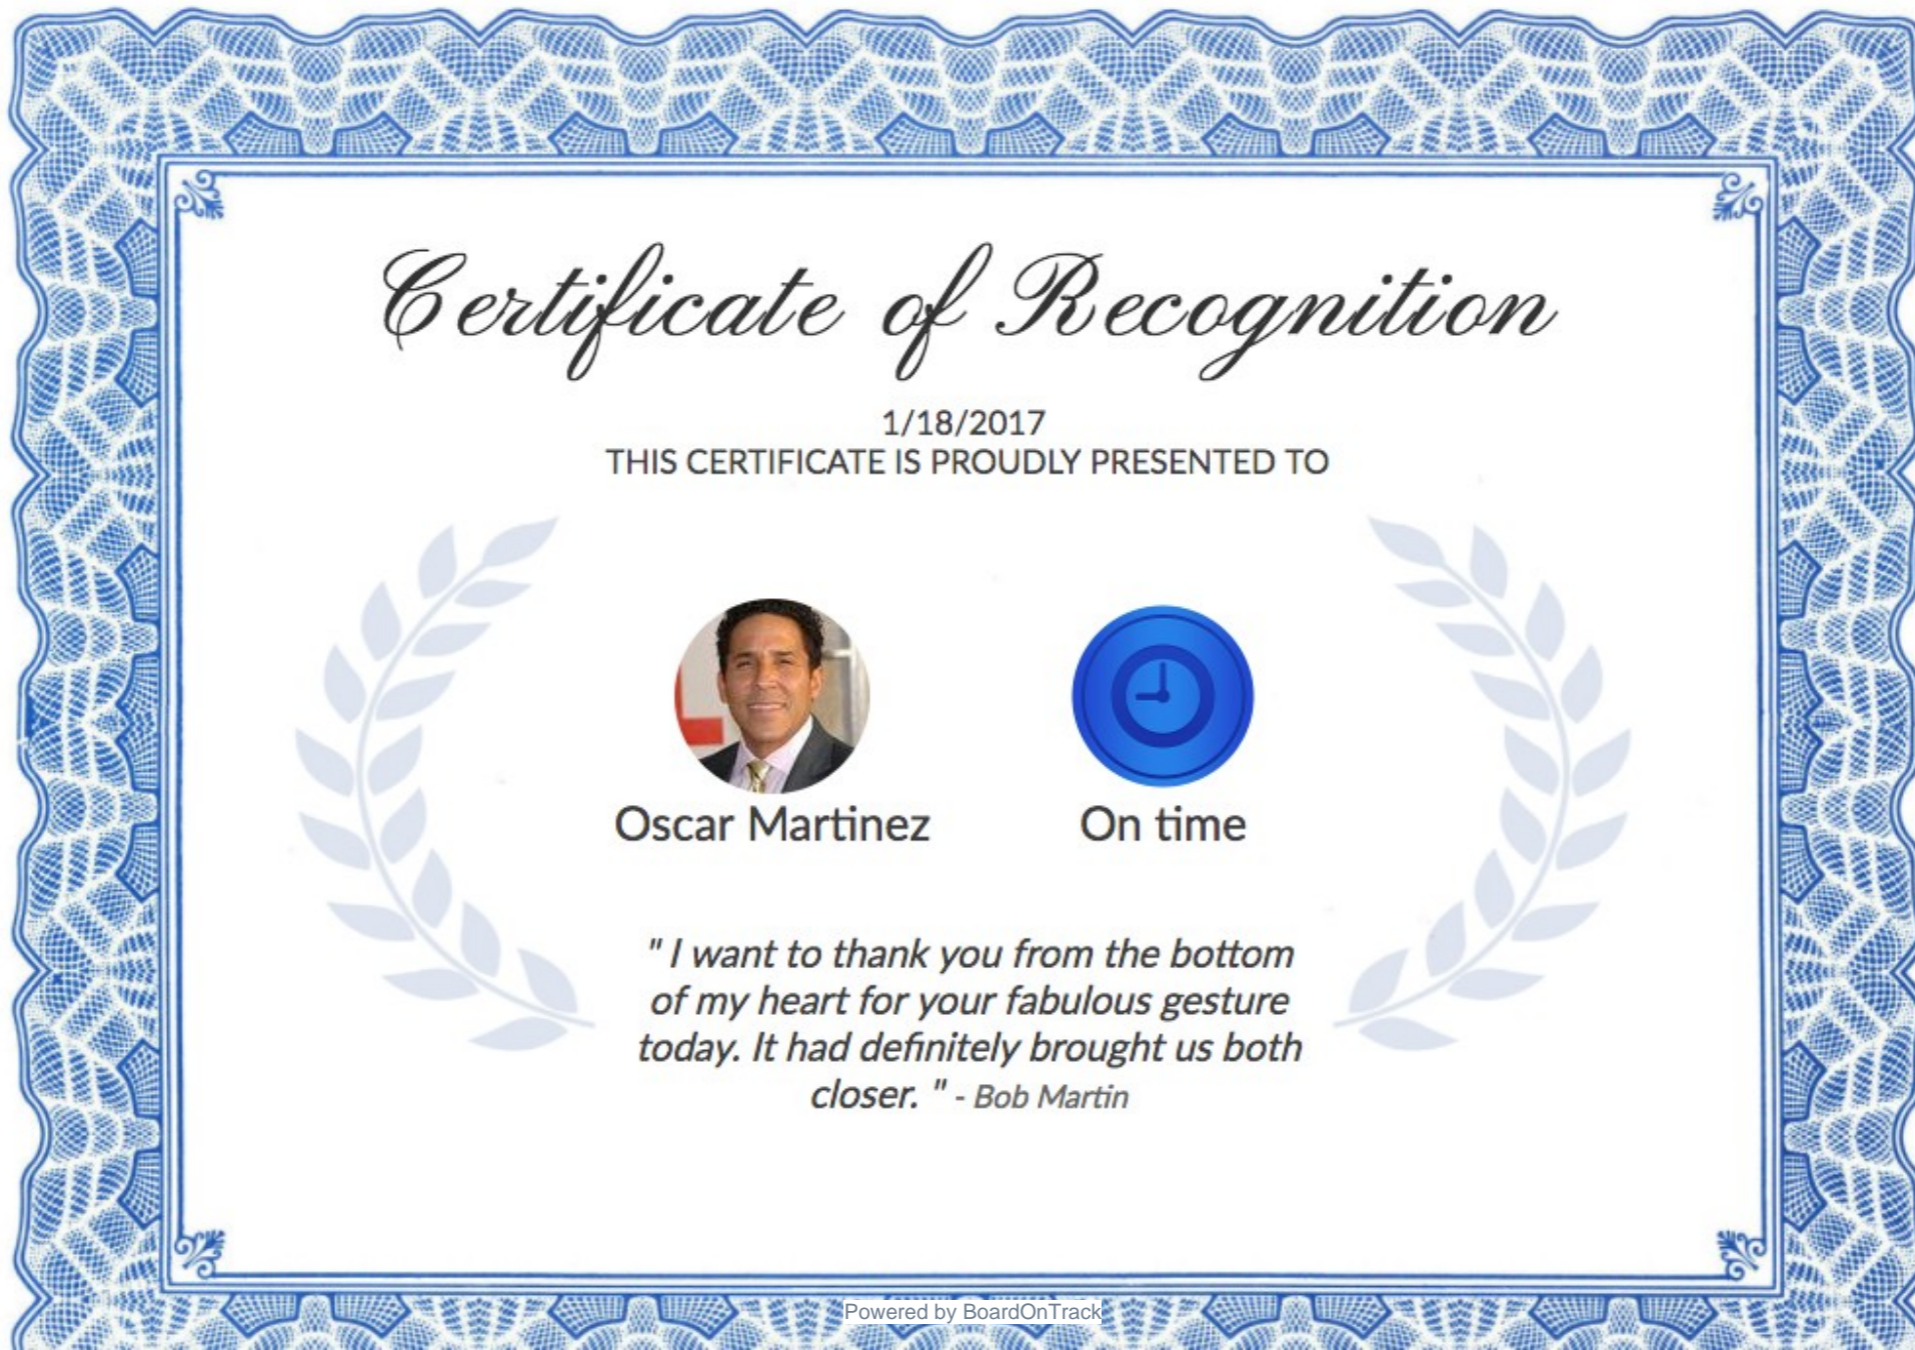 Certificate of Recognition
1/18/2017
THIS CERTIFICATE IS PROUDLY PRESENTED TO
Oscar Martinez
On time
" I want to thank you from the bottom
of my heart for your fabulous gesture
today. It had definitely brought us both
closer. " - Bob Martin
Powered by BoardOnTrack